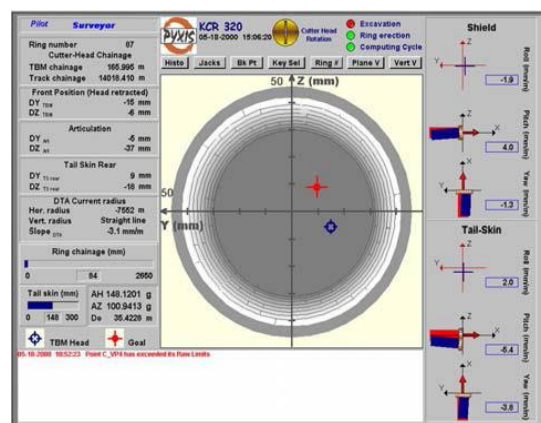 Pilot Surveyor
Ring number 87
Cutter-Head Chainage
TBM chainage 165.995 m
Track chainage 14018.410 m
Front Position (Head retracted)
DY TBM -15 mm
DZ TBM -6 mm
Articulation
DY Art -5 mm
DZ Art -37 mm
Tail Skin Rear
DY TS rear 9 mm
DZ TS rear -16 mm
DTA Current radius
Hor. radius -7552 m
Vert. radius Straight line
Slope DTA -3.1 mm/m
Ring chainage (mm)
0 84 2650
Tail skin (mm)
0 148 300
AH 148.1201 g
AZ 100.9413 g
Do 35.4226 m
TBM Head Goal
PYXIS
KCR 320
05-18-2000 15:06:20
Cutter Head
Rotation
Excavation
Ring erection
Computing Cycle
Histo Jacks Bk Pt Key Sel Ring # Plane V Vert V
50 Z (mm)
50
Y (mm)
Shield
Z
Y
Roll (mm/m)
-1.9
Z
X
Pitch (mm/m)
4.0
X
Y
Yaw (mm/m)
-1.3
Tail-Skin
Z
Y
Roll (mm/m)
2.0
Z
X
Pitch (mm/m)
-5.4
X
Y
Yaw (mm/m)
-3.8
05-18-2000 10:52:23 Point C_VP4 has exceeded its Raw Limits